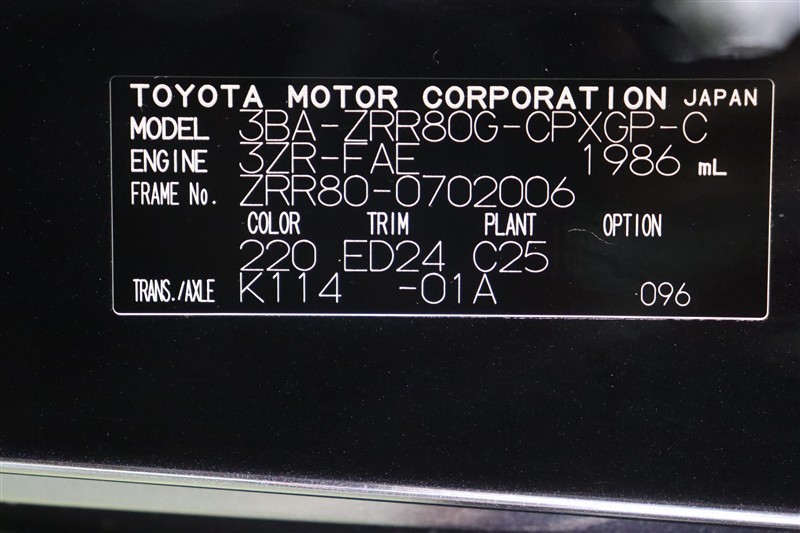 TOYOTA MOTOR CORPORATION JAPAN
MODEL 3BA-ZRR80G-CPXGP-C
ENGINE 3ZR-FAE 1986 mL
FRAME No. ZRR80-0702006
COLOR TRIM PLANT OPTION
220 ED24 C25
TRANS./AXLE K114 -01A 096